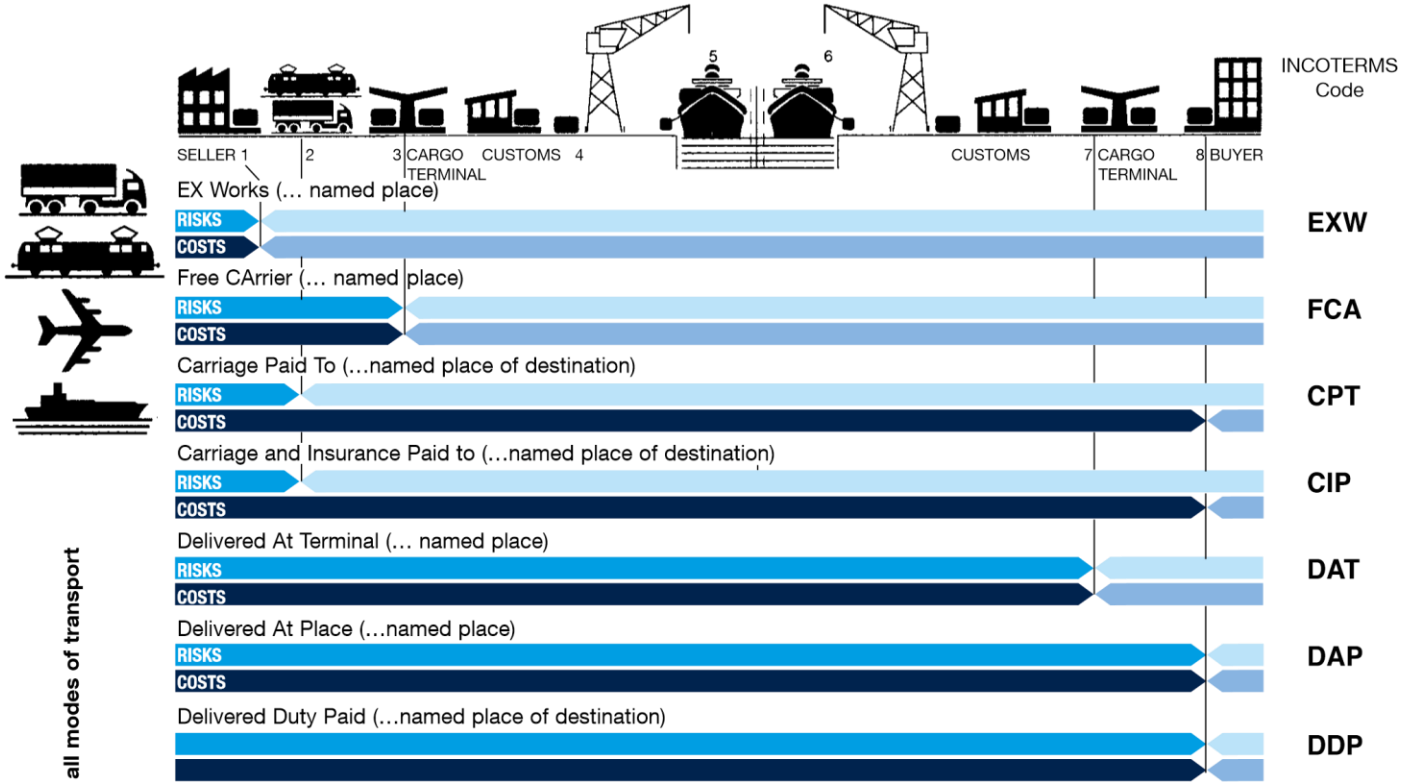 5 6
INCOTERMS
Code
SELLER 1 2 3 CARGO CUSTOMS 4 CUSTOMS 7 CARGO 8 BUYER
TERMINAL TERMINAL
EX Works (... named place)
RISKS
EXW
COSTS
Free CArrier (... named place)
RISKS
FCA
COSTS
Carriage Paid To (...named place of destination)
RISKS
CPT
COSTS
Carriage and Insurance Paid to (...named place of destination)
RISKS
CIP
COSTS
Delivered At Terminal (... named place)
RISKS
DAT
COSTS
Delivered At Place (...named place)
RISKS
DAP
COSTS
Delivered Duty Paid (...named place of destination)
DDP
all modes of transport